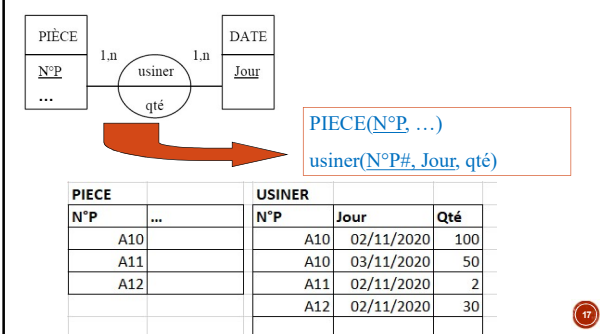 PIÈCE
DATE
1,n
1,n
N°P
usiner
Jour
...
qté
PIECE(N°P, …)
usiner(N°P#, Jour, qté)
PIECE
USINER
N°P ... N°P Jour Qté
A10 A10 02/11/2020 100
A11 A10 03/11/2020 50
A12 A11 02/11/2020 2
A12 02/11/2020 30
17